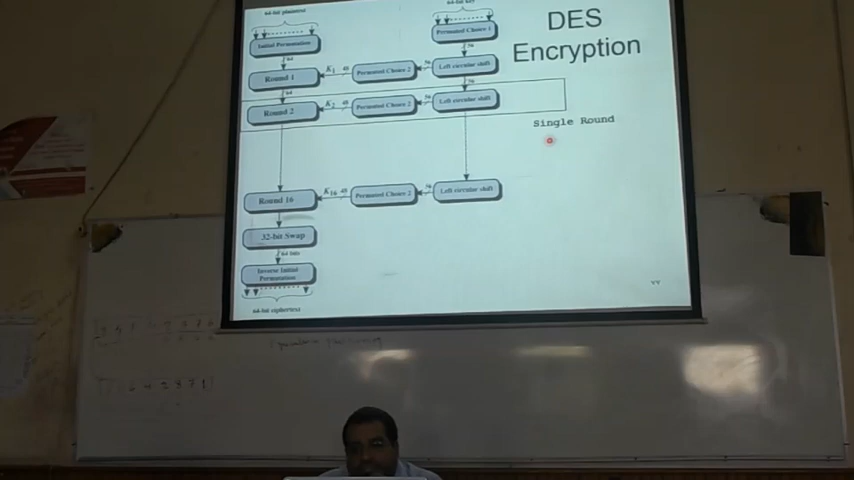 64-bit plaintext
64-bit key
DES
Encryption
Initial Permutation
Permuted Choice 1
64
56
Round 1
K1
48
Permuted Choice 2
56
Left circular shift
64
56
Round 2
K2
48
Permuted Choice 2
56
Left circular shift
Single Round
Round 16
K16
48
Permuted Choice 2
56
Left circular shift
32-bit Swap
64 bits
Inverse Initial
Permutation
64-bit ciphertext
٧٧